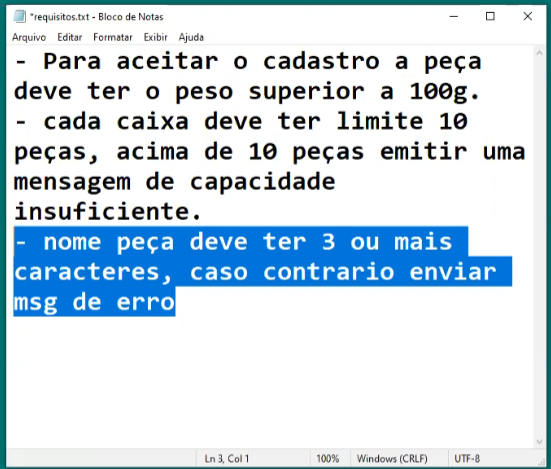 *requisitos.txt - Bloco de Notas
Arquivo Editar Formatar Exibir Ajuda
- Para aceitar o cadastro a peça
deve ter o peso superior a 100g.
- cada caixa deve ter limite 10
peças, acima de 10 peças emitir uma
mensagem de capacidade
insuficiente.
- nome peça deve ter 3 ou mais
caracteres, caso contrario enviar
msg de erro
Ln 3, Col 1 100% Windows (CRLF) UTF-8